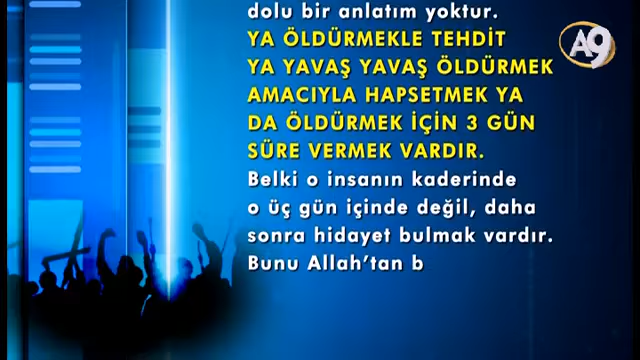 dolu bir anlatım yoktur.
YA ÖLDÜRMEKLE TEHDİT
YA YAVAŞ YAVAŞ ÖLDÜRMEK
AMACIYLA HAPSETMEK YA
DA ÖLDÜRMEK İÇİN 3 GÜN
SÜRE VERMEK VARDIR.
Belki o insanın kaderinde
o üç gün içinde değil, daha
sonra hidayet bulmak vardır.
Bunu Allah’tan b
A9